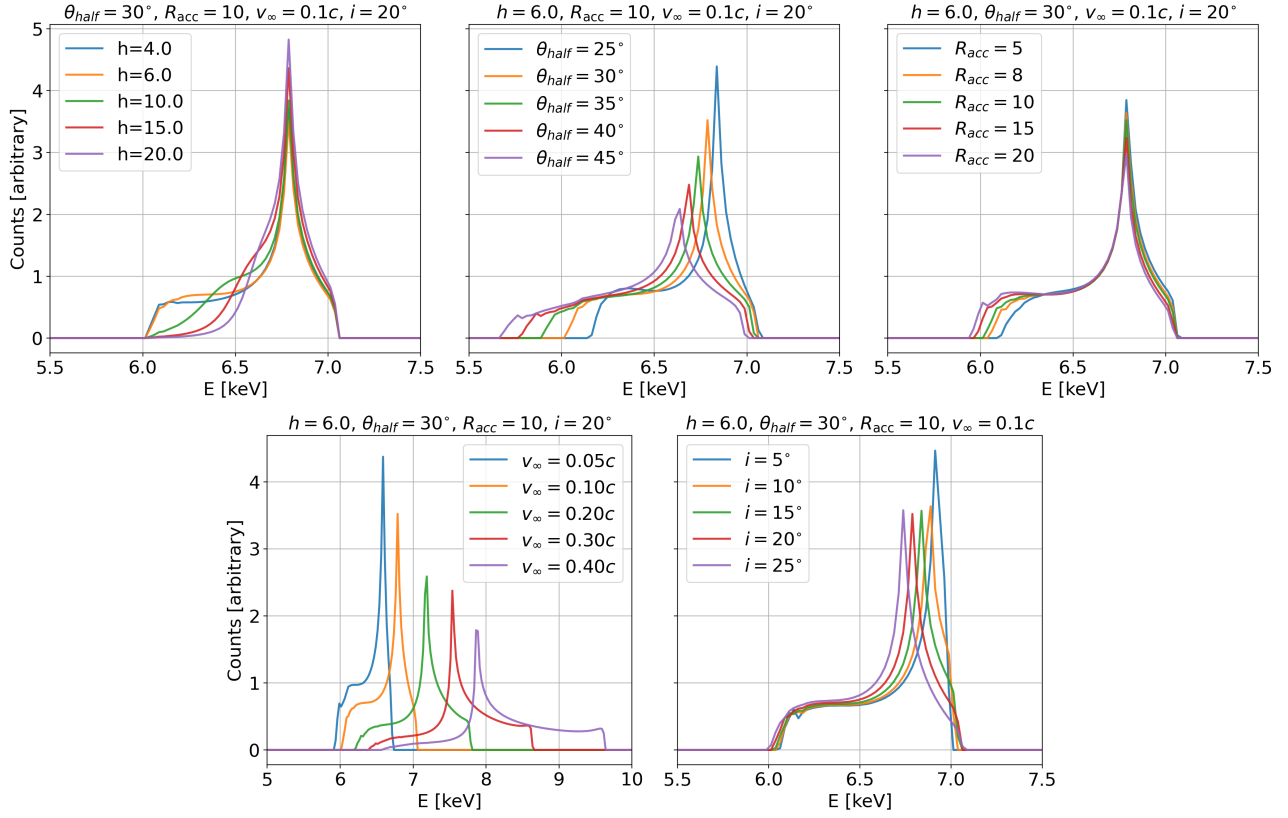 θhalf = 30°, Racc = 10, v∞ = 0.1c, i = 20°
Counts [arbitrary]
5
4
3
2
1
0
h=4.0
h=6.0
h=10.0
h=15.0
h=20.0
5.5 6.0 6.5 7.0 7.5
E [keV]
h = 6.0, Racc = 10, v∞ = 0.1c, i = 20°
θhalf = 25°
θhalf = 30°
θhalf = 35°
θhalf = 40°
θhalf = 45°
5.5 6.0 6.5 7.0 7.5
E [keV]
h = 6.0, θhalf = 30°, v∞ = 0.1c, i = 20°
Racc = 5
Racc = 8
Racc = 10
Racc = 15
Racc = 20
5.5 6.0 6.5 7.0 7.5
E [keV]
h = 6.0, θhalf = 30°, Racc = 10, i = 20°
Counts [arbitrary]
4
3
2
1
0
v∞ = 0.05c
v∞ = 0.10c
v∞ = 0.20c
v∞ = 0.30c
v∞ = 0.40c
5 6 7 8 9 10
E [keV]
h = 6.0, θhalf = 30°, Racc = 10, v∞ = 0.1c
i = 5°
i = 10°
i = 15°
i = 20°
i = 25°
5.5 6.0 6.5 7.0 7.5
E [keV]